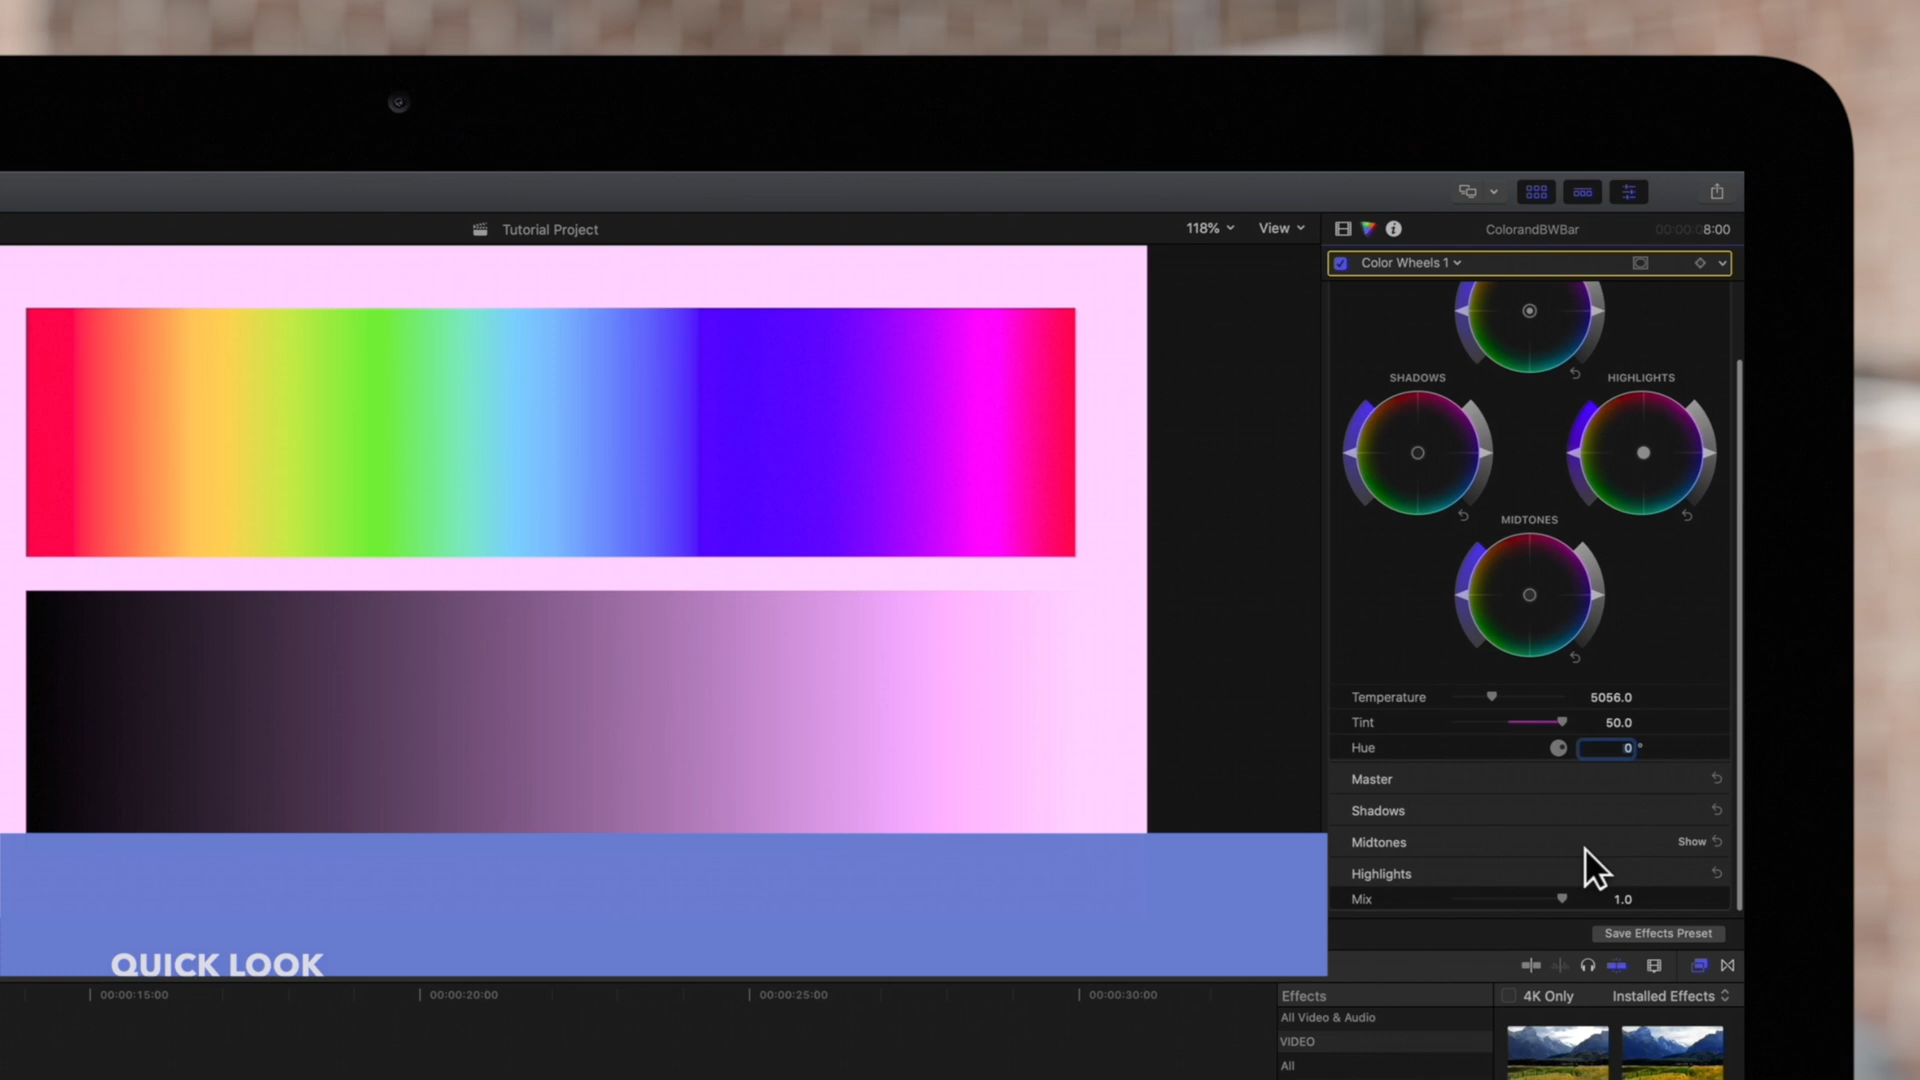 Tutorial Project
118%
View
ColorandBWBar
00:00:08:00
Color Wheels 1
SHADOWS
HIGHLIGHTS
MIDTONES
Temperature
5056.0
Tint
50.0
Hue
0 °
Master
Shadows
Midtones
Show
Highlights
Mix
1.0
Save Effects Preset
QUICK LOOK
00:00:15:00
00:00:20:00
00:00:25:00
00:00:30:00
Effects
4K Only
Installed Effects
All Video & Audio
VIDEO
All